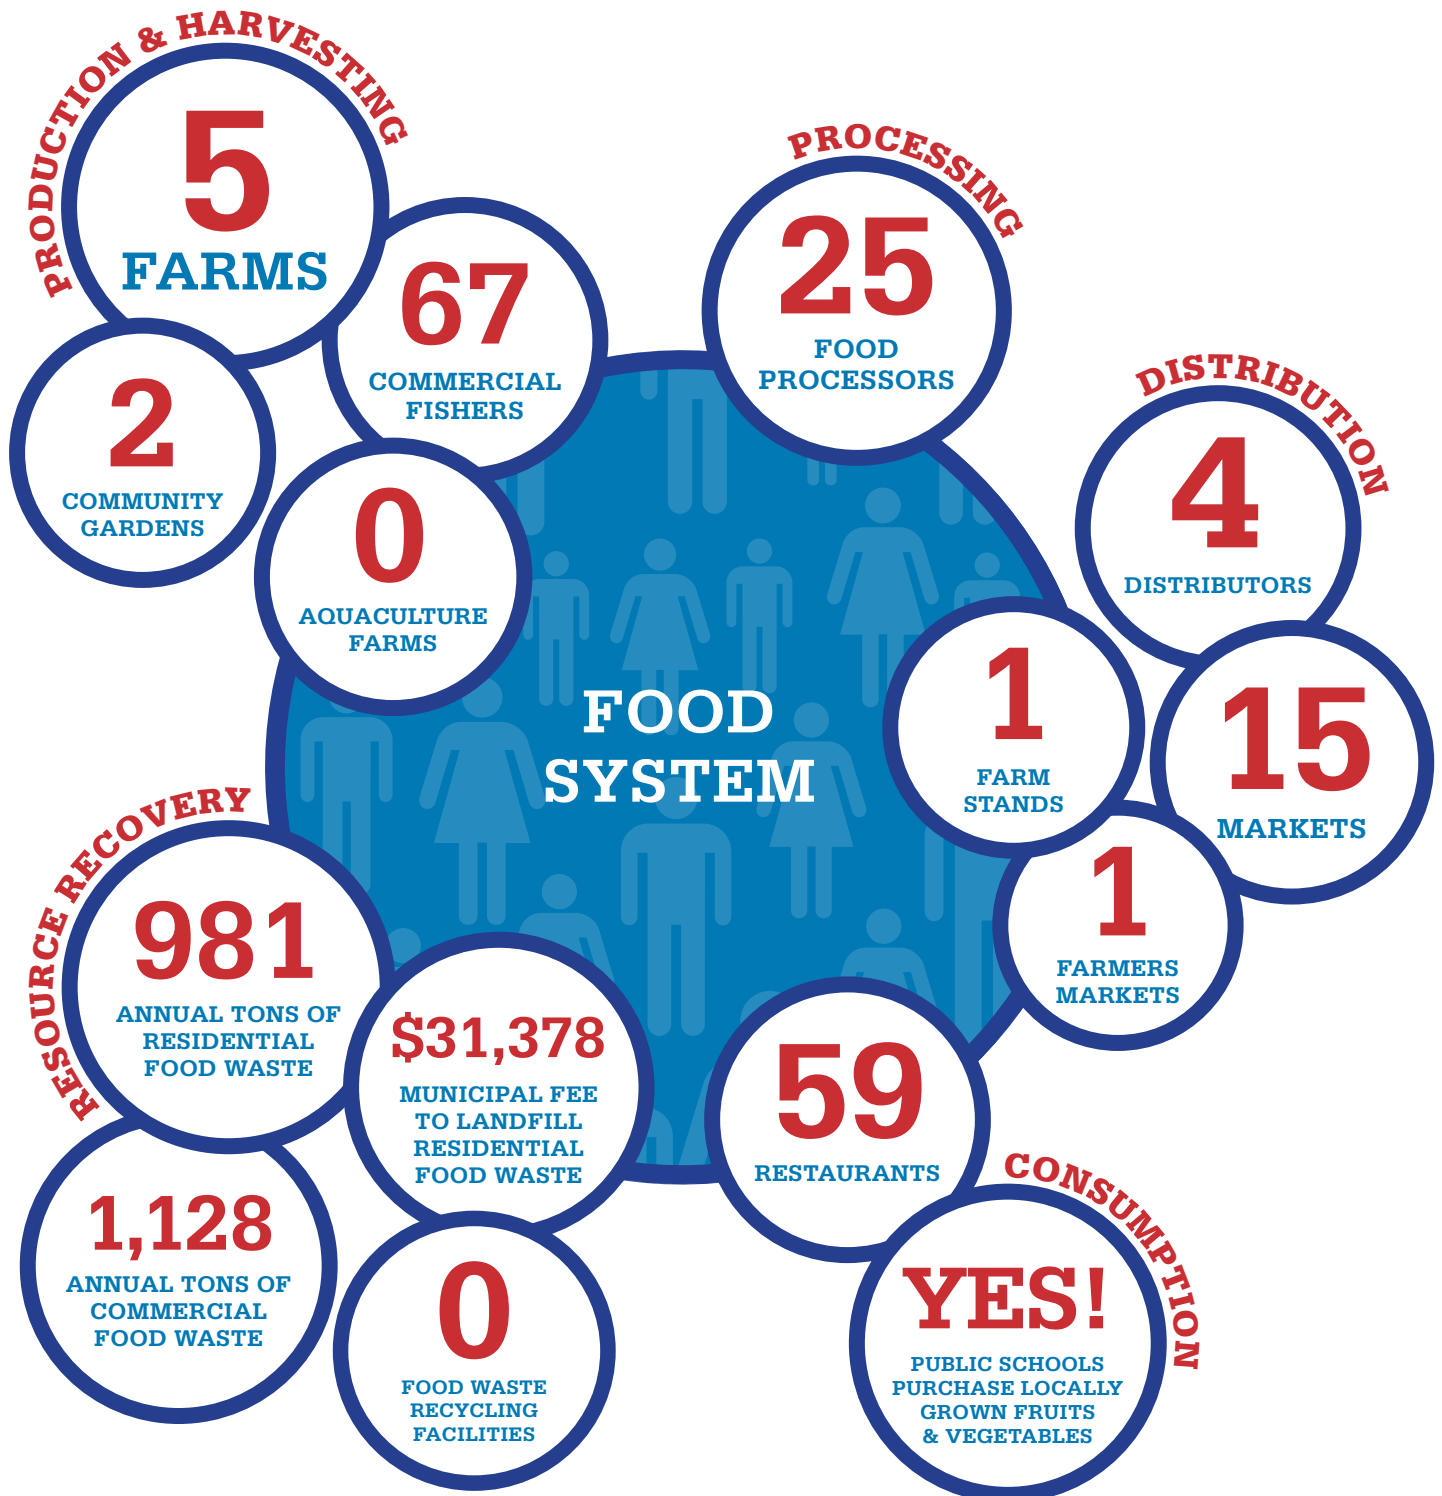 PRODUCTION & HARVESTING
5
FARMS
67
COMMERCIAL
FISHERS
2
COMMUNITY
GARDENS
0
AQUACULTURE
FARMS
PROCESSING
25
FOOD
PROCESSORS
DISTRIBUTION
4
DISTRIBUTORS
1
FARM
STANDS
15
MARKETS
1
FARMERS
MARKETS
FOOD
SYSTEM
RESOURCE RECOVERY
981
ANNUAL TONS OF
RESIDENTIAL
FOOD WASTE
$31,378
MUNICIPAL FEE
TO LANDFILL
RESIDENTIAL
FOOD WASTE
1,128
ANNUAL TONS OF
COMMERCIAL
FOOD WASTE
0
FOOD WASTE
RECYCLING
FACILITIES
59
RESTAURANTS
CONSUMPTION
YES!
PUBLIC SCHOOLS
PURCHASE LOCALLY
GROWN FRUITS
& VEGETABLES